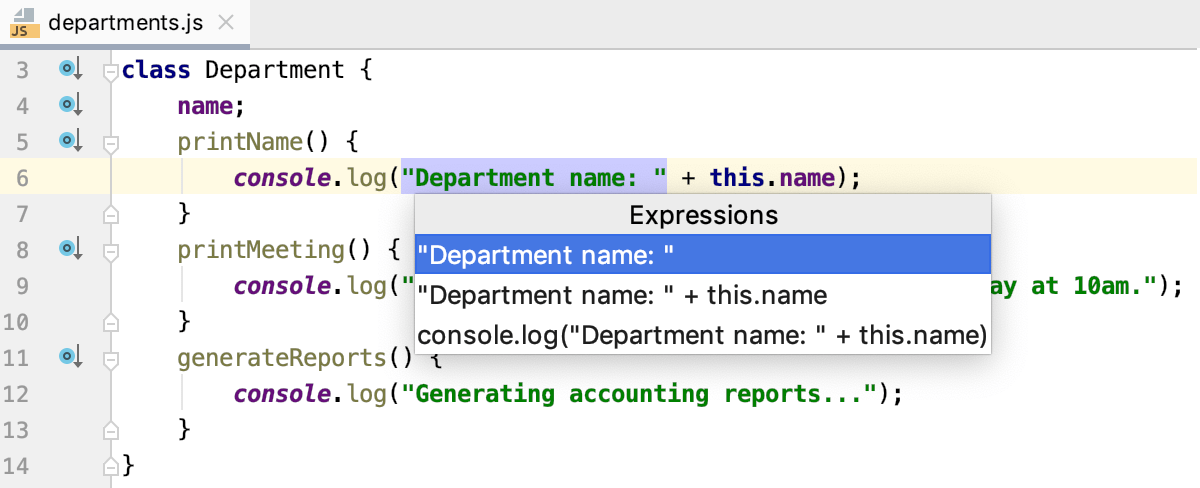 JS departments.js
3 class Department {
4 name;
5 printName() {
6 console.log("Department name: " + this.name);
7 }
Expressions
8 printMeeting() {
"Department name: "
9 console.log(" ay at 10am.");
"Department name: " + this.name
10 }
console.log("Department name: " + this.name)
11 generateReports() {
12 console.log("Generating accounting reports...");
13 }
14 }